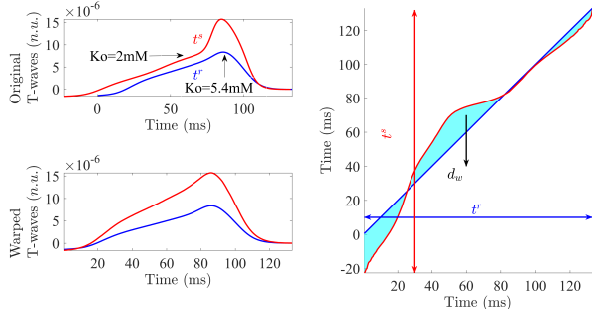 ×10⁻⁶
15
10
5
0
Original
T-waves (n.u.)
tˢ
Ko=2mM
tʳ
Ko=5.4mM
0 50 100
Time (ms)
×10⁻⁶
15
10
5
0
Warped
T-waves (n.u.)
20 40 60 80 100 120
Time (ms)
120
100
80
60
40
20
0
-20
Time (ms)
tˢ
d_w
tʳ
20 40 60 80 100 120
Time (ms)